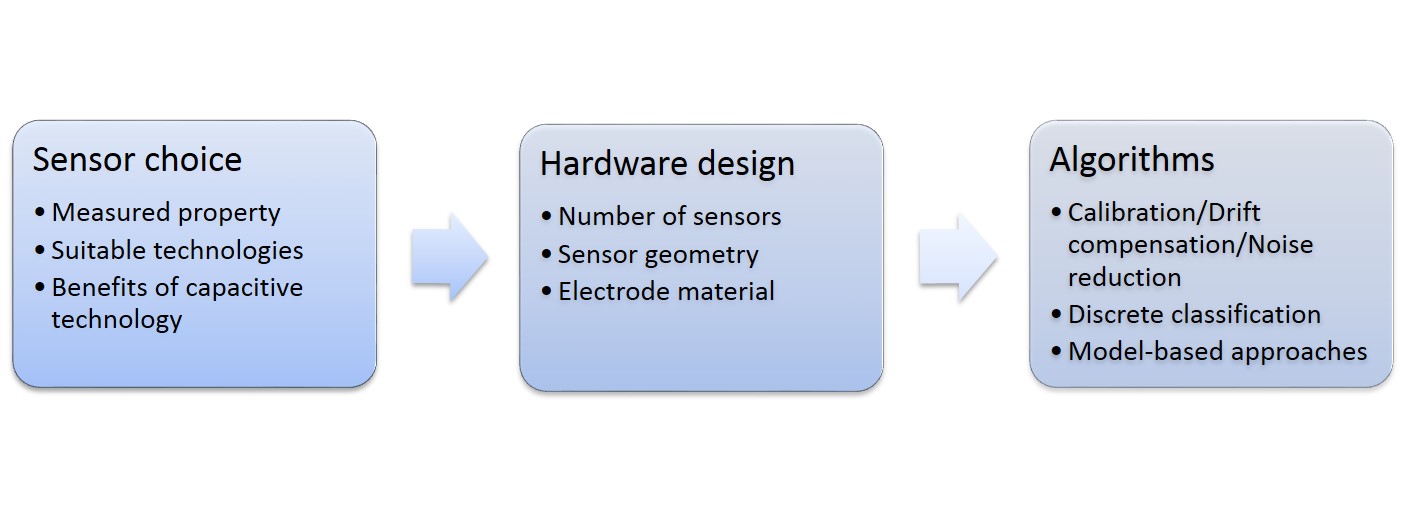 Sensor choice
• Measured property
• Suitable technologies
• Benefits of capacitive
technology
Hardware design
• Number of sensors
• Sensor geometry
• Electrode material
Algorithms
• Calibration/Drift
compensation/Noise
reduction
• Discrete classification
• Model-based approaches